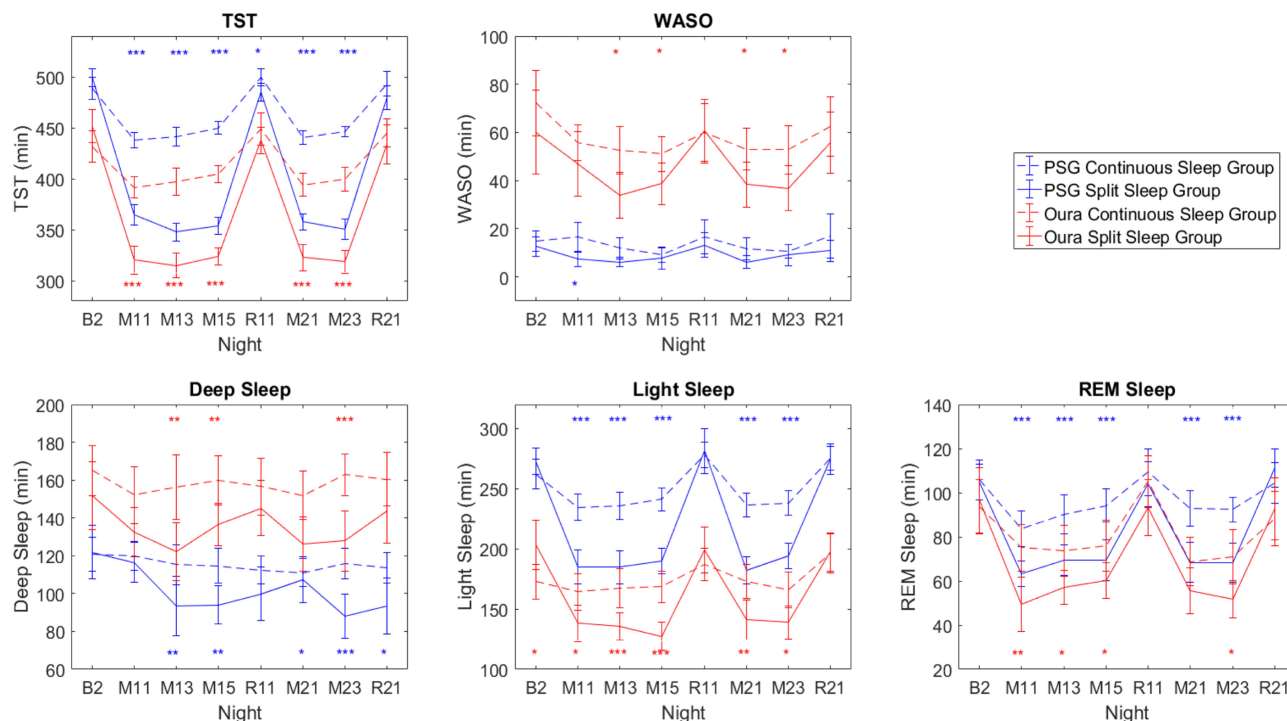 TST
WASO
*** *** *** * *** ***
* * * *
500
450
400
350
300
TST (min)
*** *** *** *** ***
B2 M11 M13 M15 R11 M21 M23 R21
Night
100
80
60
40
20
0
WASO (min)
*
B2 M11 M13 M15 R11 M21 M23 R21
Night
PSG Continuous Sleep Group
PSG Split Sleep Group
Oura Continuous Sleep Group
Oura Split Sleep Group
Deep Sleep
Light Sleep
REM Sleep
200
180
160
140
120
100
80
60
Deep Sleep (min)
** ** ***
** ** * *** *
B2 M11 M13 M15 R11 M21 M23 R21
Night
300
250
200
150
100
Light Sleep (min)
*** *** *** *** ***
* * *** *** ** *
B2 M11 M13 M15 R11 M21 M23 R21
Night
140
120
100
80
60
40
20
REM Sleep (min)
*** *** *** *** ***
** * * *
B2 M11 M13 M15 R11 M21 M23 R21
Night